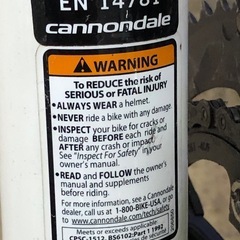 EN 14781
cannondale
WARNING
To REDUCE the risk of
SERIOUS or FATAL INJURY
•ALWAYS WEAR a helmet.
•NEVER ride a bike with any damage.
•INSPECT your bike for cracks or
damage BEFORE each ride and
AFTER any crash or impact.
See "Inspect For Safety" in your
owner's manual.
•READ and FOLLOW the owner's
manual and supplements
before riding.
For more information, see a Cannondale
dealer, call us at 1-800-BIKE-USA, or go to
www.cannondale.com/tech/safety
Meets or exceeds applicable:
CPSC-1512, BS6102:Part 1 1992